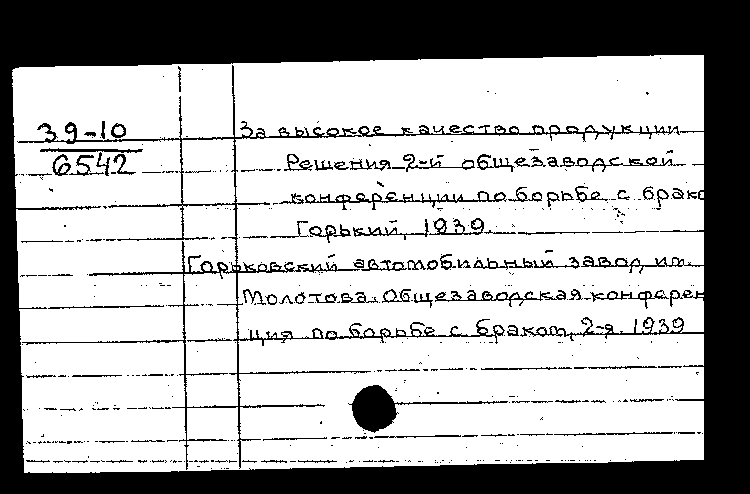 39-10
6542
За высокое качество продукции
Решения 2-й общезаводской
конференции по борьбе с брако
Горький, 1939.
Горьковский автомобильный завод им.
Молотова. Общезаводская конферен
ция по борьбе с браком, 2-я. 1939